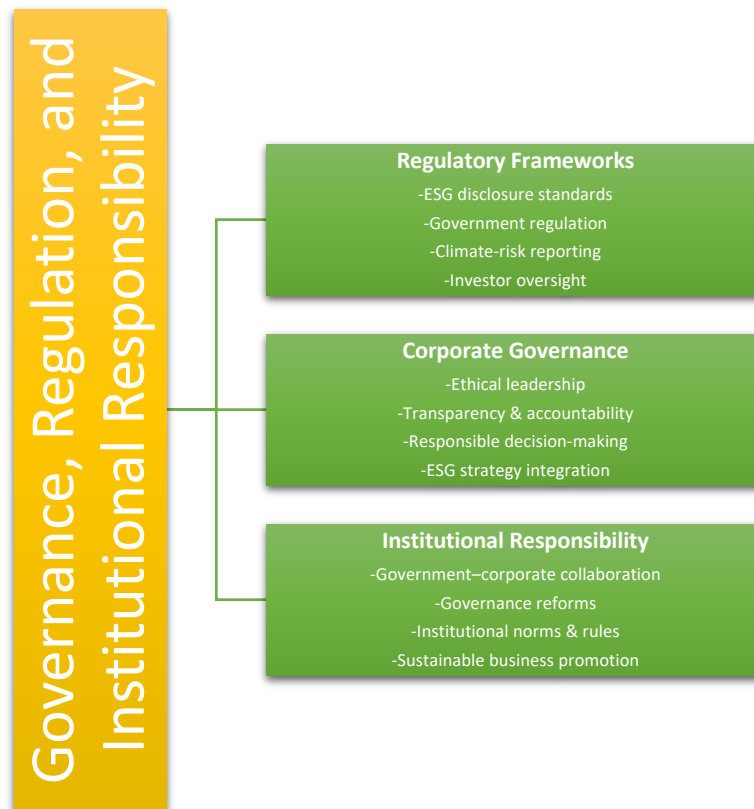 Governance, Regulation, and
Institutional Responsibility
Regulatory Frameworks
-ESG disclosure standards
-Government regulation
-Climate-risk reporting
-Investor oversight
Corporate Governance
-Ethical leadership
-Transparency & accountability
-Responsible decision-making
-ESG strategy integration
Institutional Responsibility
-Government–corporate collaboration
-Governance reforms
-Institutional norms & rules
-Sustainable business promotion